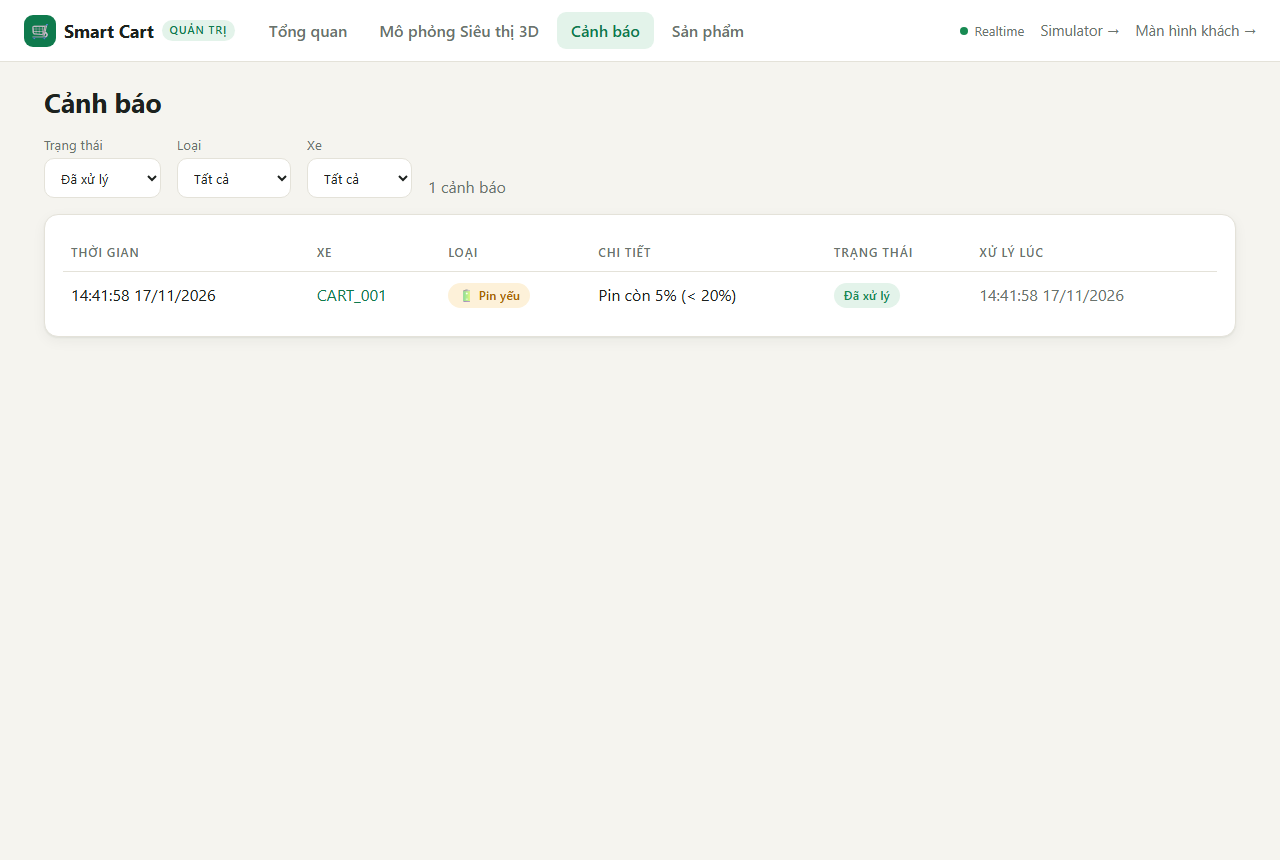 Smart Cart QUẢN TRỊ Tổng quan Mô phỏng Siêu thị 3D Cảnh báo Sản phẩm Realtime Simulator → Màn hình khách →
Cảnh báo
Trạng thái Loại Xe
Đã xử lý Tất cả Tất cả 1 cảnh báo
THỜI GIAN XE LOẠI CHI TIẾT TRẠNG THÁI XỬ LÝ LÚC
14:41:58 17/11/2026 CART_001 Pin yếu Pin còn 5% (< 20%) Đã xử lý 14:41:58 17/11/2026